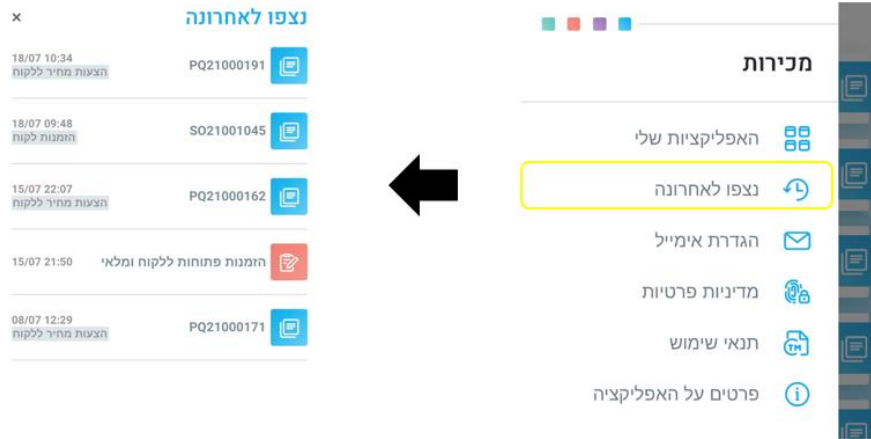 מכירות
האפליקציות שלי
נצפו לאחרונה
הגדרת אימייל
מדיניות פרטיות
תנאי שימוש
TM
פרטים על האפליקציה
נצפו לאחרונה ×
PQ21000191 18/07 10:34
הצעות מחיר ללקוח
SO21001045 18/07 09:48
הזמנות לקוח
PQ21000162 15/07 22:07
הצעות מחיר ללקוח
הזמנות פתוחות ללקוח ומלאי 15/07 21:50
PQ21000171 08/07 12:29
הצעות מחיר ללקוח